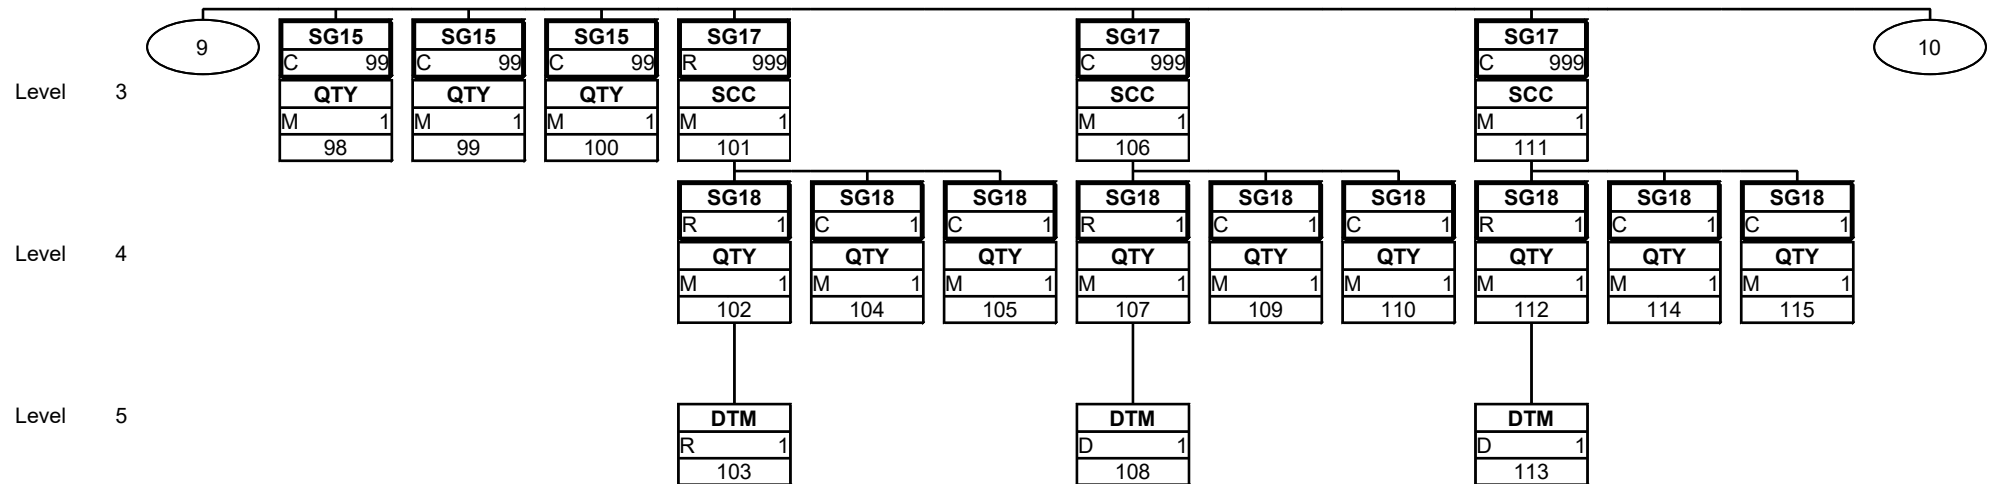 9 SG15 SG15 SG15 SG17 SG17 SG17 10
C 99 C 99 C 99 R 999 C 999 C 999
Level 3 QTY QTY QTY SCC SCC SCC
M 1 M 1 M 1 M 1 M 1 M 1
98 99 100 101 106 111
SG18 SG18 SG18 SG18 SG18 SG18 SG18 SG18 SG18
R 1 C 1 C 1 R 1 C 1 C 1 R 1 C 1 C 1
Level 4 QTY QTY QTY QTY QTY QTY QTY QTY QTY
M 1 M 1 M 1 M 1 M 1 M 1 M 1 M 1 M 1
102 104 105 107 109 110 112 114 115
Level 5 DTM DTM DTM
R 1 D 1 D 1
103 108 113